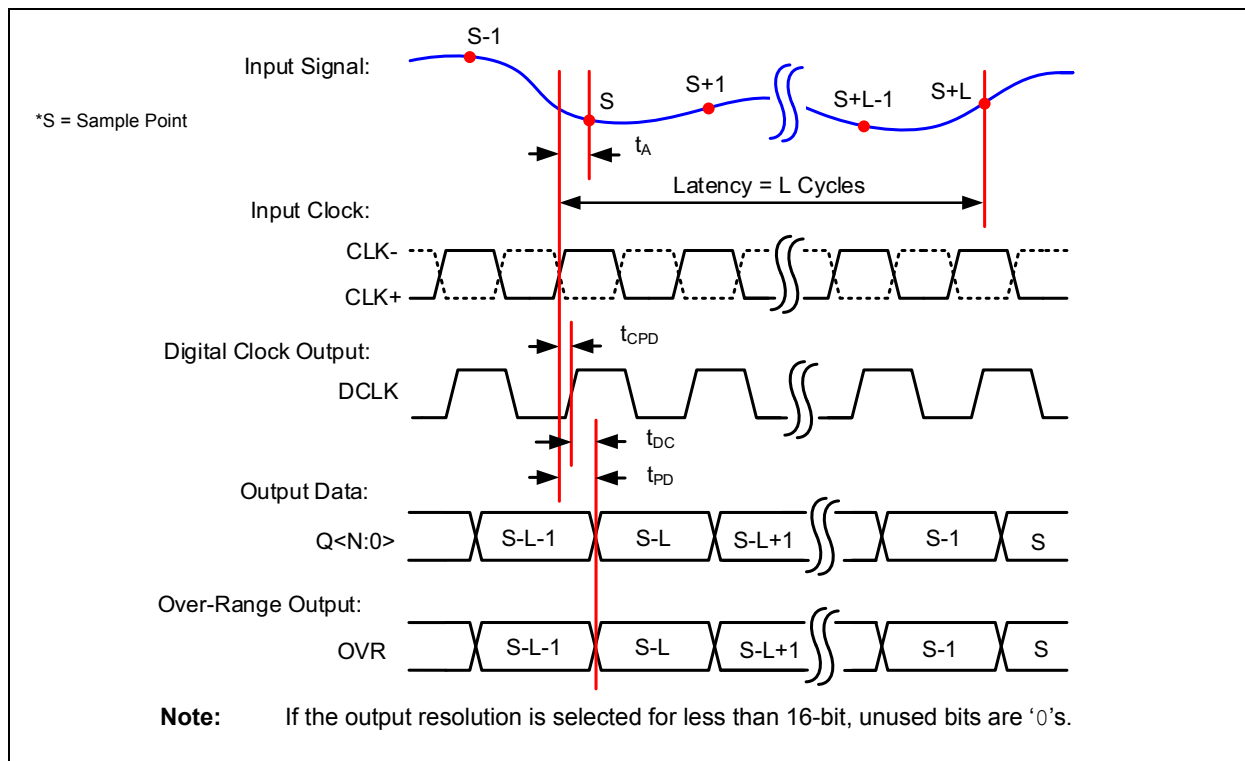 S-1
Input Signal:
S
S+1
S+L-1
S+L
*S = Sample Point
tA
Latency = L Cycles
Input Clock:
CLK-
CLK+
tCPD
Digital Clock Output:
DCLK
tDC
tPD
Output Data:
Q<N:0>
S-L-1
S-L
S-L+1
S-1
S
Over-Range Output:
OVR
S-L-1
S-L
S-L+1
S-1
S
Note: If the output resolution is selected for less than 16-bit, unused bits are ‘0’s.